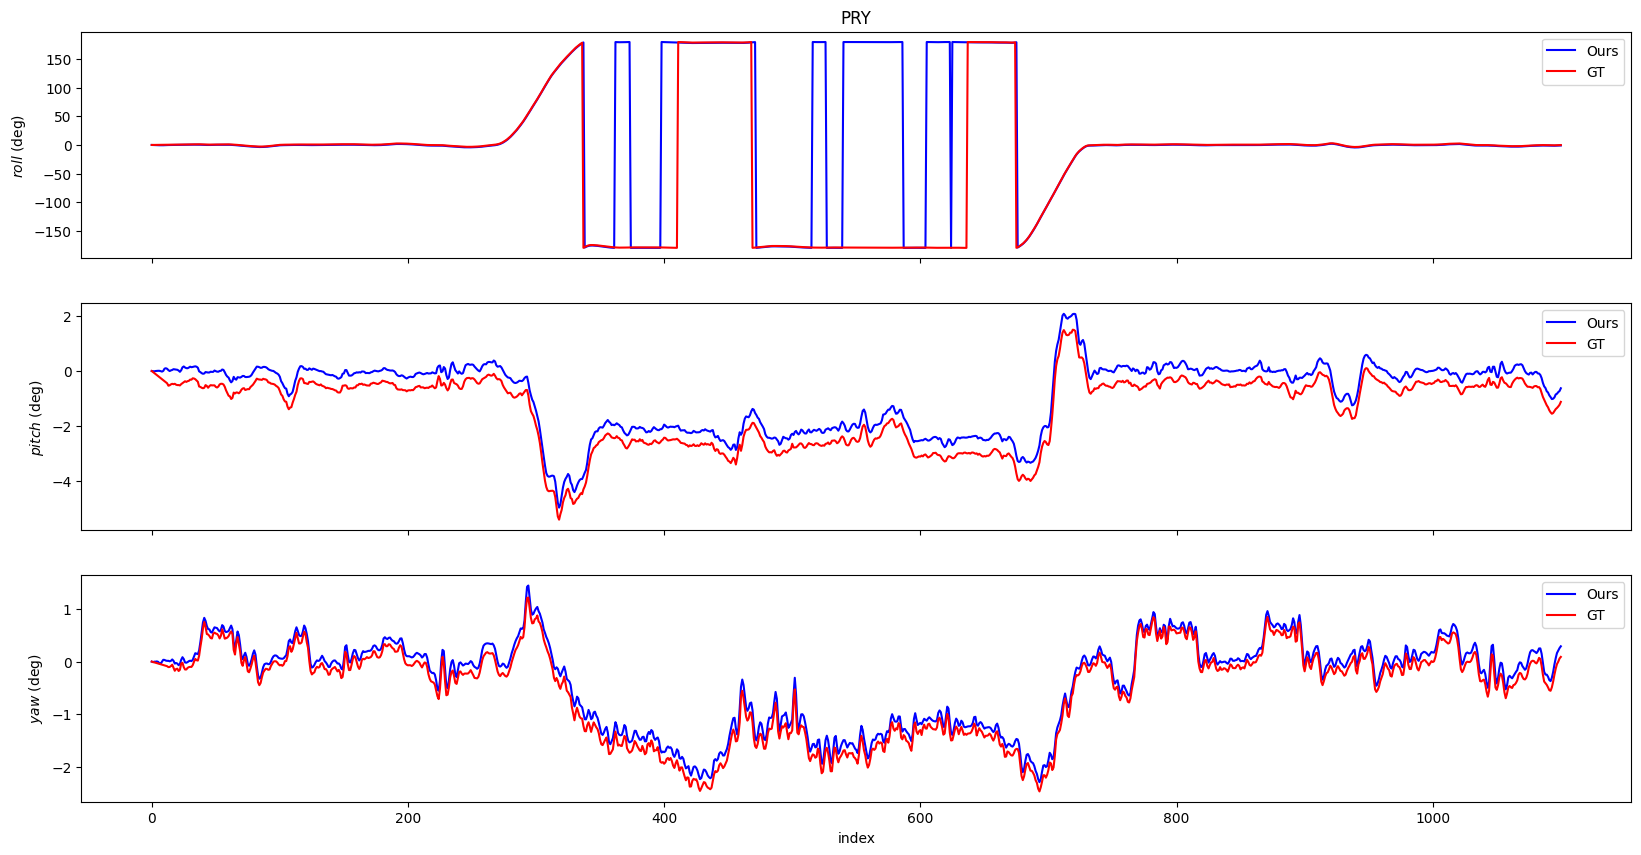 PRY
roll (deg)
150
100
50
0
−50
−100
−150
Ours
GT
pitch (deg)
2
0
−2
−4
Ours
GT
yaw (deg)
1
0
−1
−2
Ours
GT
0 200 400 600 800 1000
index